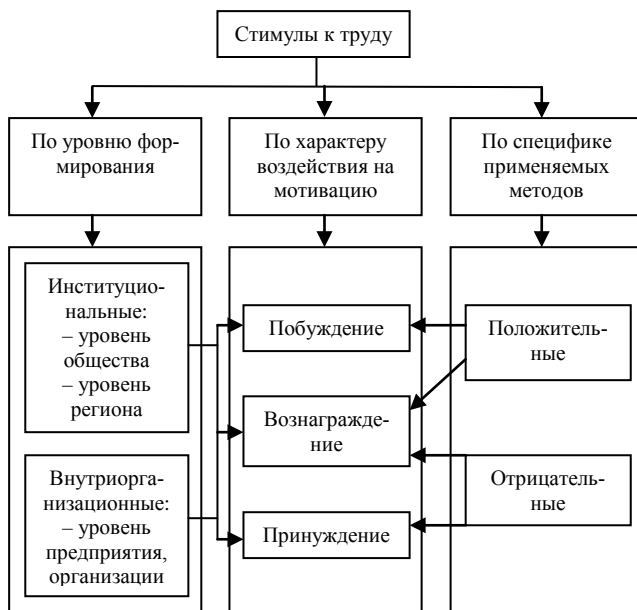 Стимулы к труду
По уровню фор-
мирования
По характеру
воздействия на
мотивацию
По специфике
применяемых
методов
Институцио-
нальные:
– уровень
общества
– уровень
региона
Внутриорга-
низационные:
– уровень
предприятия,
организации
Побуждение
Вознагражде-
ние
Принуждение
Положитель-
ные
Отрицатель-
ные